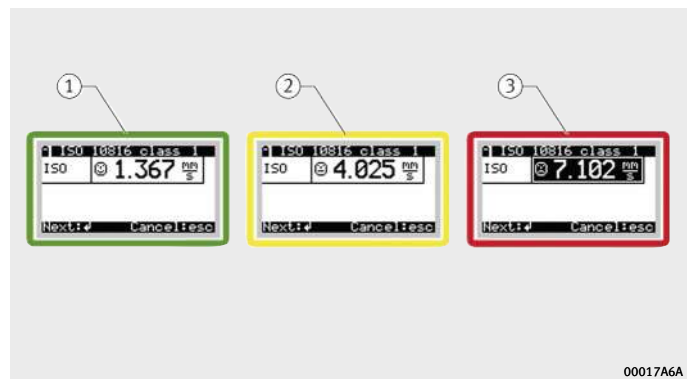 1
2
3
ISO 10816 class 1
ISO 1.367 mm/s
Next:↲ Cancel:esc
ISO 10816 class 1
ISO 4.025 mm/s
Next:↲ Cancel:esc
ISO 10816 class 1
ISO 7.102 mm/s
Next:↲ Cancel:esc
00017A6A